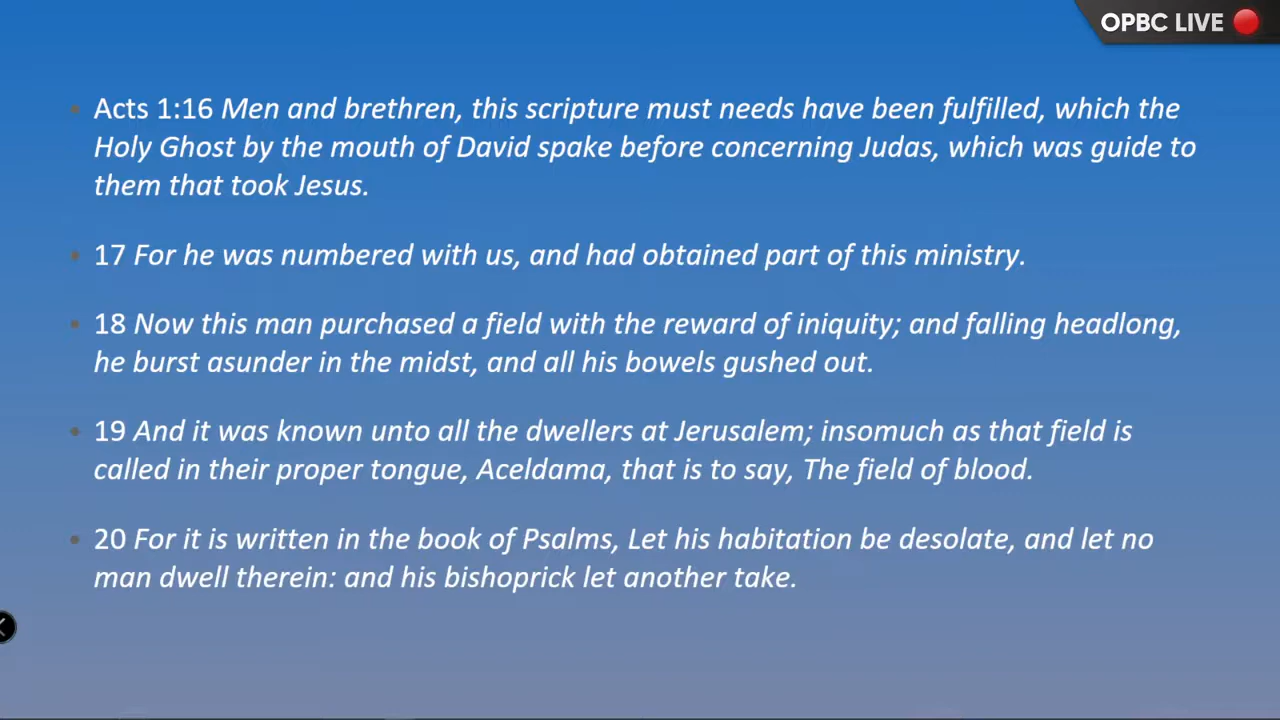 OPBC LIVE
• Acts 1:16 Men and brethren, this scripture must needs have been fulfilled, which the
Holy Ghost by the mouth of David spake before concerning Judas, which was guide to
them that took Jesus.
• 17 For he was numbered with us, and had obtained part of this ministry.
• 18 Now this man purchased a field with the reward of iniquity; and falling headlong,
he burst asunder in the midst, and all his bowels gushed out.
• 19 And it was known unto all the dwellers at Jerusalem; insomuch as that field is
called in their proper tongue, Aceldama, that is to say, The field of blood.
• 20 For it is written in the book of Psalms, Let his habitation be desolate, and let no
man dwell therein: and his bishoprick let another take.